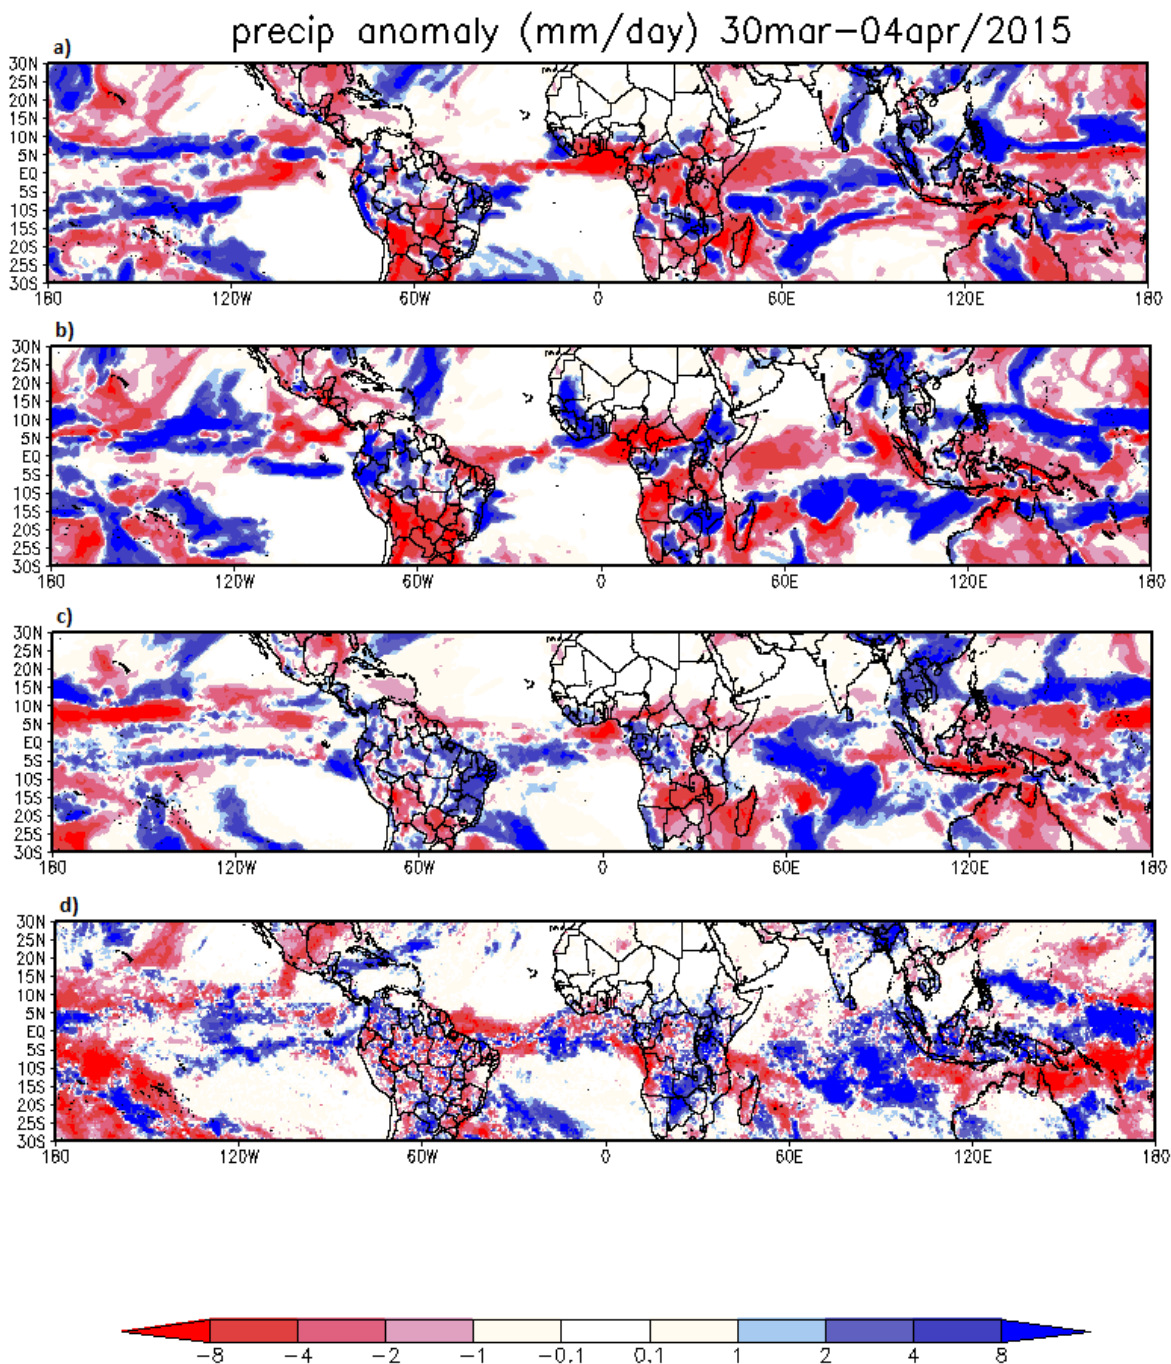 precip anomaly (mm/day) 30mar-04apr/2015
a)
30N
25N
20N
15N
10N
5N
EQ
5S
10S
15S
20S
25S
30S
180 120W 60W 0 60E 120E 180
b)
30N
25N
20N
15N
10N
5N
EQ
5S
10S
15S
20S
25S
30S
180 120W 60W 0 60E 120E 180
c)
30N
25N
20N
15N
10N
5N
EQ
5S
10S
15S
20S
25S
30S
180 120W 60W 0 60E 120E 180
d)
30N
25N
20N
15N
10N
5N
EQ
5S
10S
15S
20S
25S
30S
180 120W 60W 0 60E 120E 180
-8 -4 -2 -1 -0.1 0.1 1 2 4 8